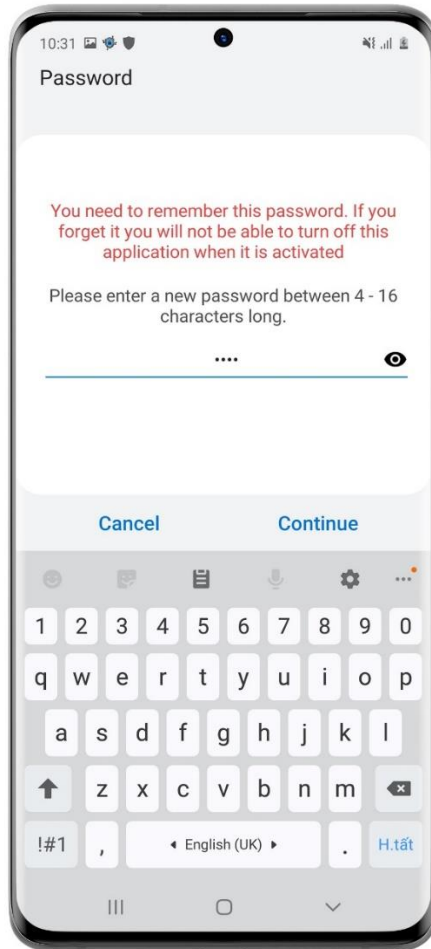 10:31
Password
You need to remember this password. If you
forget it you will not be able to turn off this
application when it is activated
Please enter a new password between 4 - 16
characters long.
••••
Cancel Continue
1 2 3 4 5 6 7 8 9 0
q w e r t y u i o p
a s d f g h j k l
z x c v b n m
!#1 , English (UK) . H.tất